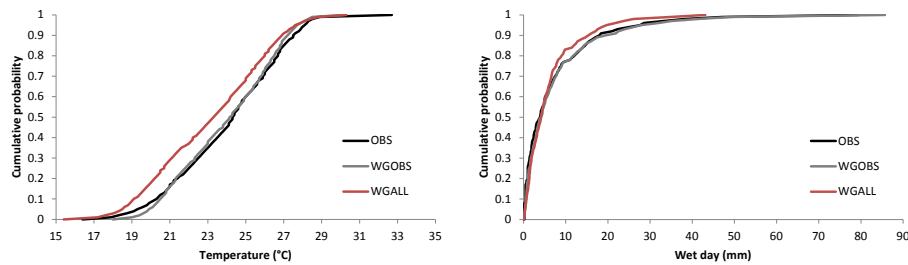 1
0.9
0.8
0.7
0.6
0.5
0.4
0.3
0.2
0.1
0
Cumulative probability
OBS
WGOBS
WGALL
15 17 19 21 23 25 27 29 31 33 35
Temperature (°C)
1
0.9
0.8
0.7
0.6
0.5
0.4
0.3
0.2
0.1
0
Cumulative probability
OBS
WGOBS
WGALL
0 10 20 30 40 50 60 70 80 90
Wet day (mm)